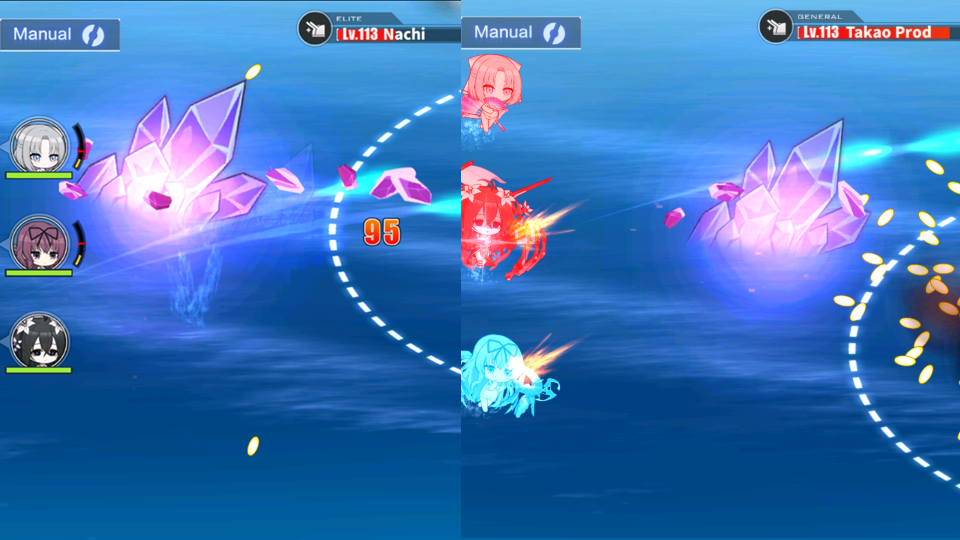 Manual
ELITE
Lv.113 Nachi
95
Manual
GENERAL
Lv.113 Takao Prod